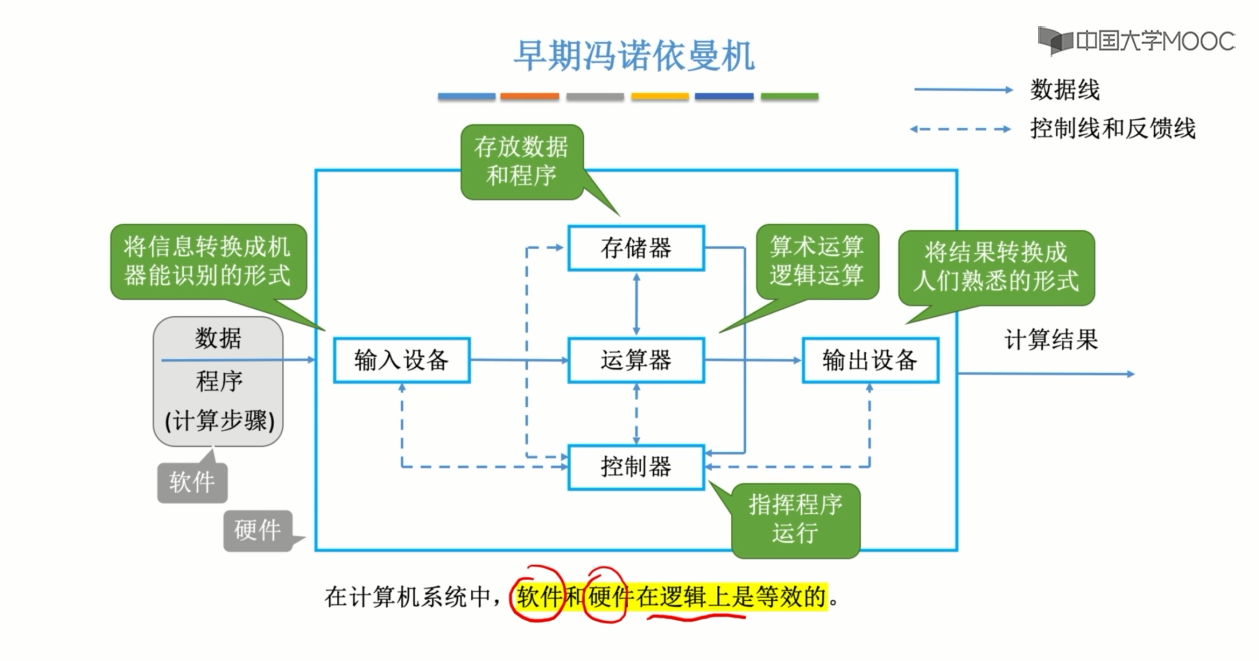 早期冯诺依曼机
中国大学MOOC
数据线
控制线和反馈线
存放数据
和程序
将信息转换成机
器能识别的形式
存储器
算术运算
逻辑运算
将结果转换成
人们熟悉的形式
数据
程序
(计算步骤)
输入设备
运算器
输出设备
计算结果
控制器
软件
硬件
指挥程序
运行
在计算机系统中，软件和硬件在逻辑上是等效的。